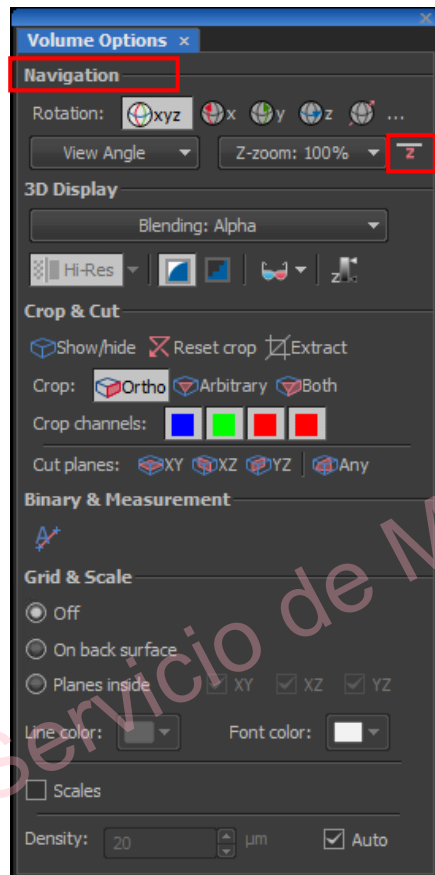 Volume Options ×
Navigation
Rotation: xyz x y z ...
View Angle Z-zoom: 100% z
3D Display
Blending: Alpha
Hi-Res z
Crop & Cut
Show/hide Reset crop Extract
Crop: Ortho Arbitrary Both
Crop channels:
Cut planes: XY XZ YZ Any
Binary & Measurement
Grid & Scale
Off
On back surface
Planes inside XY XZ YZ
Line color: Font color:
Scales
Density: 20 µm Auto
Servicio de M